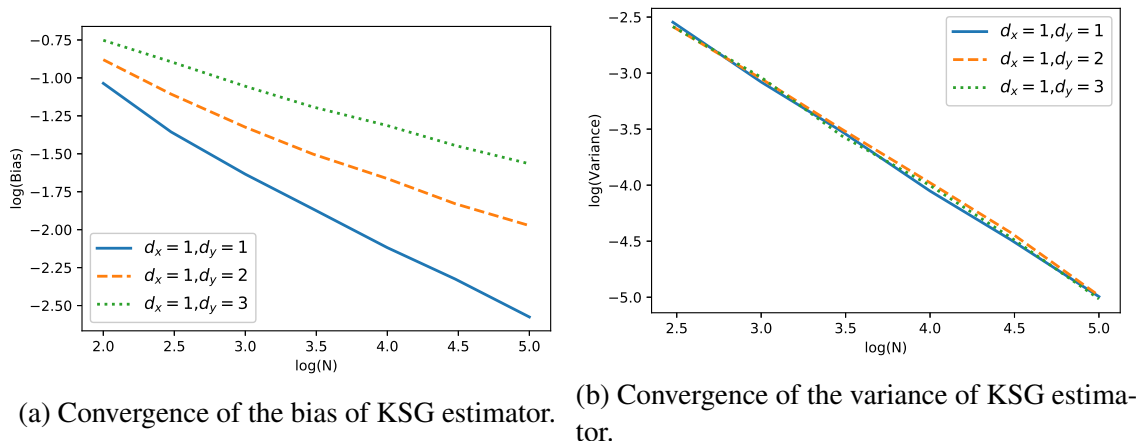 −0.75
−1.00
−1.25
−1.50
−1.75
−2.00
−2.25
−2.50
log(Bias)
d_x = 1,d_y = 1
d_x = 1,d_y = 2
d_x = 1,d_y = 3
2.0 2.5 3.0 3.5 4.0 4.5 5.0
log(N)
(a) Convergence of the bias of KSG estimator.
−2.5
−3.0
−3.5
−4.0
−4.5
−5.0
log(Variance)
d_x = 1,d_y = 1
d_x = 1,d_y = 2
d_x = 1,d_y = 3
2.5 3.0 3.5 4.0 4.5 5.0
log(N)
(b) Convergence of the variance of KSG estima-
tor.